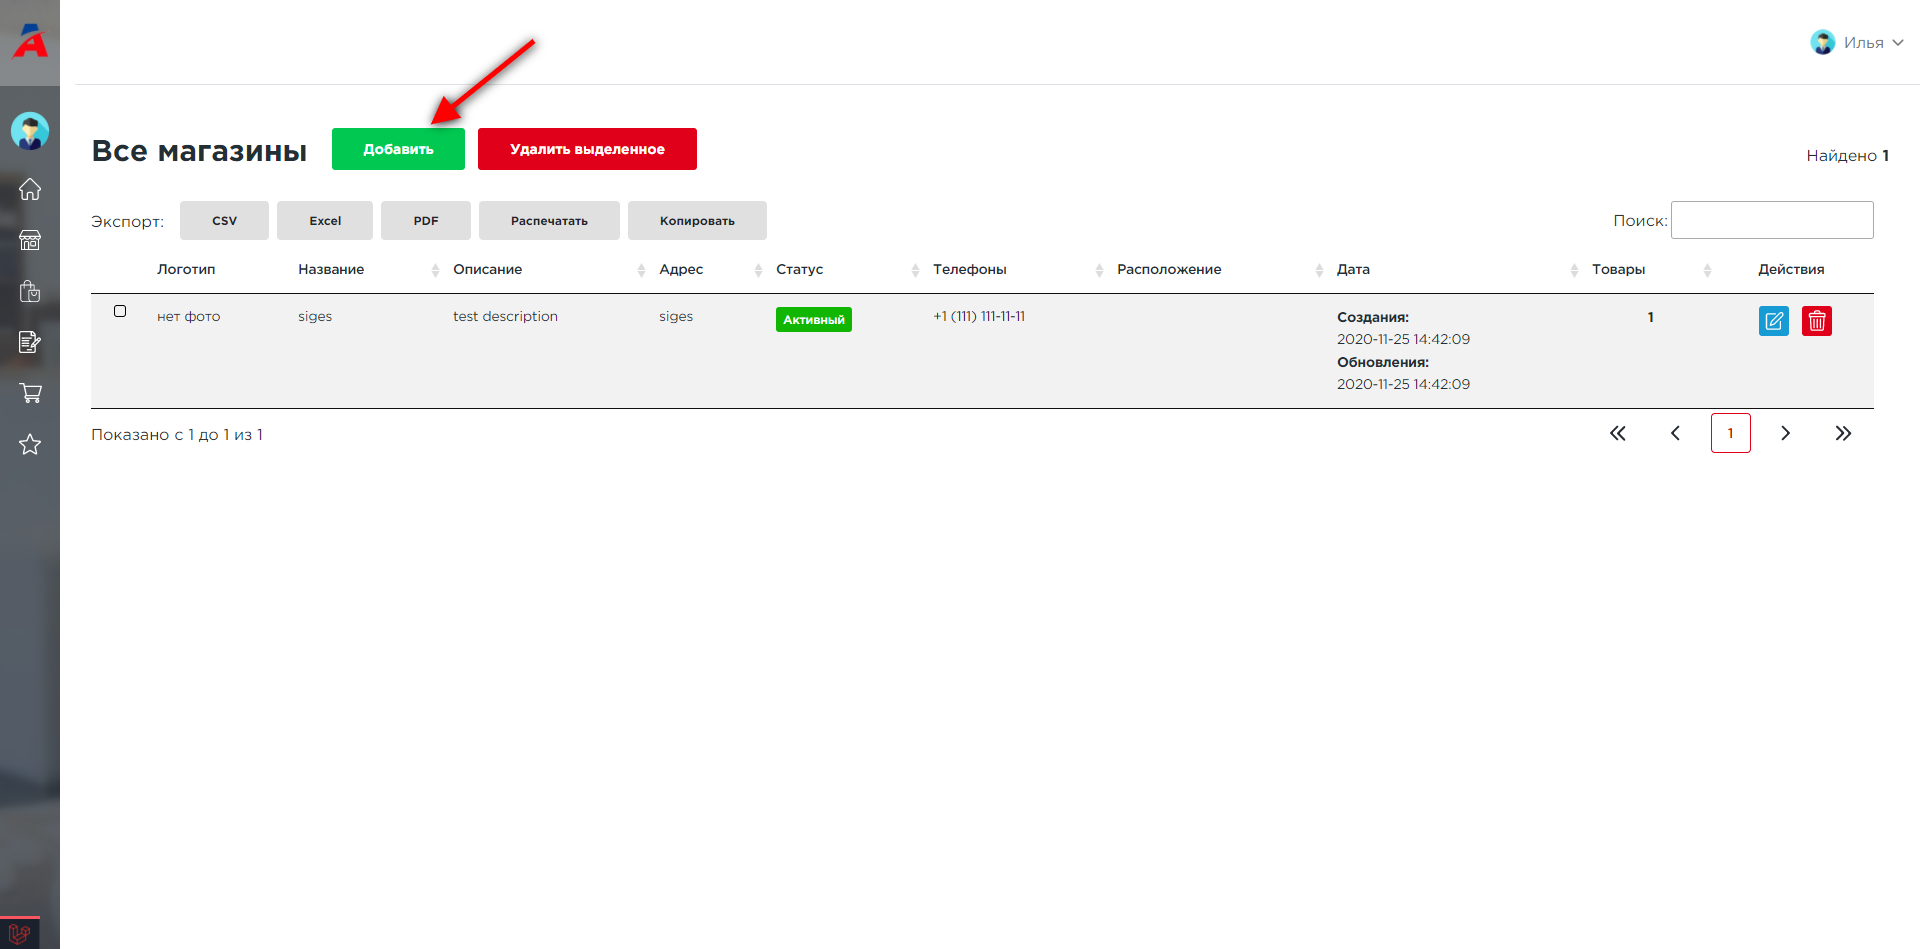 Илья
Все магазины
Добавить
Удалить выделенное
Найдено 1
Экспорт:
CSV
Excel
PDF
Распечатать
Копировать
Поиск:
Логотип
Название
Описание
Адрес
Статус
Телефоны
Расположение
Дата
Товары
Действия
нет фото
siges
test description
siges
Активный
+1 (111) 111-11-11
Создания:
2020-11-25 14:42:09
Обновления:
2020-11-25 14:42:09
1
Показано с 1 до 1 из 1
1